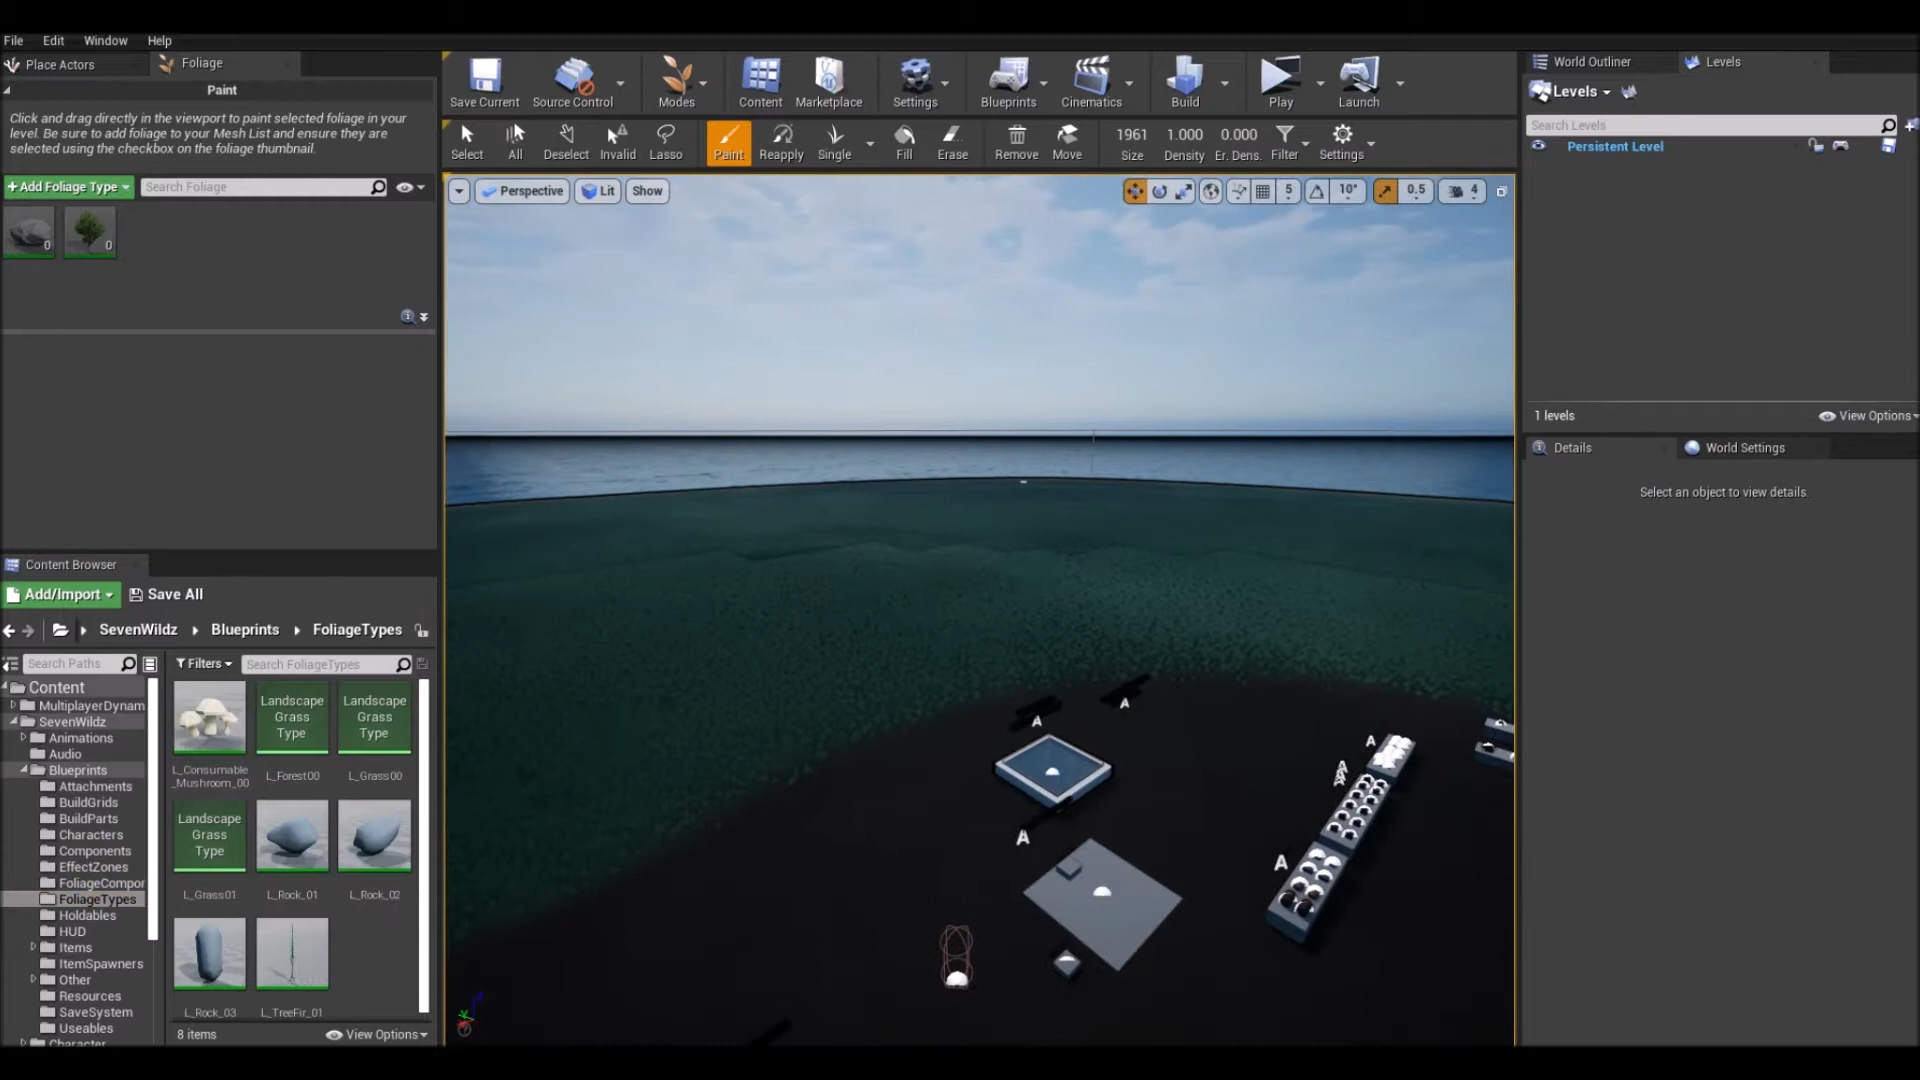 File Edit Window Help
Place Actors Foliage
Paint
Click and drag directly in the viewport to paint selected foliage in your
level. Be sure to add foliage to your Mesh List and ensure they are
selected using the checkbox on the foliage thumbnail.
+Add Foliage Type Search Foliage
0 0
Save Current Source Control Modes Content Marketplace Settings Blueprints Cinematics Build Play Launch
Select All Deselect Invalid Lasso Paint Reapply Single Fill Erase Remove Move 1961 Size 1.000 Density 0.000 Er. Dens. Filter Settings
Perspective Lit Show 5 10° 0.5 4
A
A
A
A
A
A
World Outliner Levels
Levels
Search Levels
Persistent Level
1 levels View Options
Details World Settings
Select an object to view details.
Content Browser
Add/Import Save All
SevenWildz Blueprints FoliageTypes
Search Paths Filters Search FoliageTypes
Content
MultiplayerDynam
SevenWildz
Animations
Audio
Blueprints
Attachments
BuildGrids
BuildParts
Characters
Components
EffectZones
FoliageCompor
FoliageTypes
Holdables
HUD
Items
ItemSpawners
Other
Resources
SaveSystem
Useables
Character
Landscape
Grass
Type
Landscape
Grass
Type
L_Consumable
_Mushroom_00
L_Forest00
L_Grass00
Landscape
Grass
Type
L_Grass01
L_Rock_01
L_Rock_02
L_Rock_03
L_TreeFir_01
8 items View Options